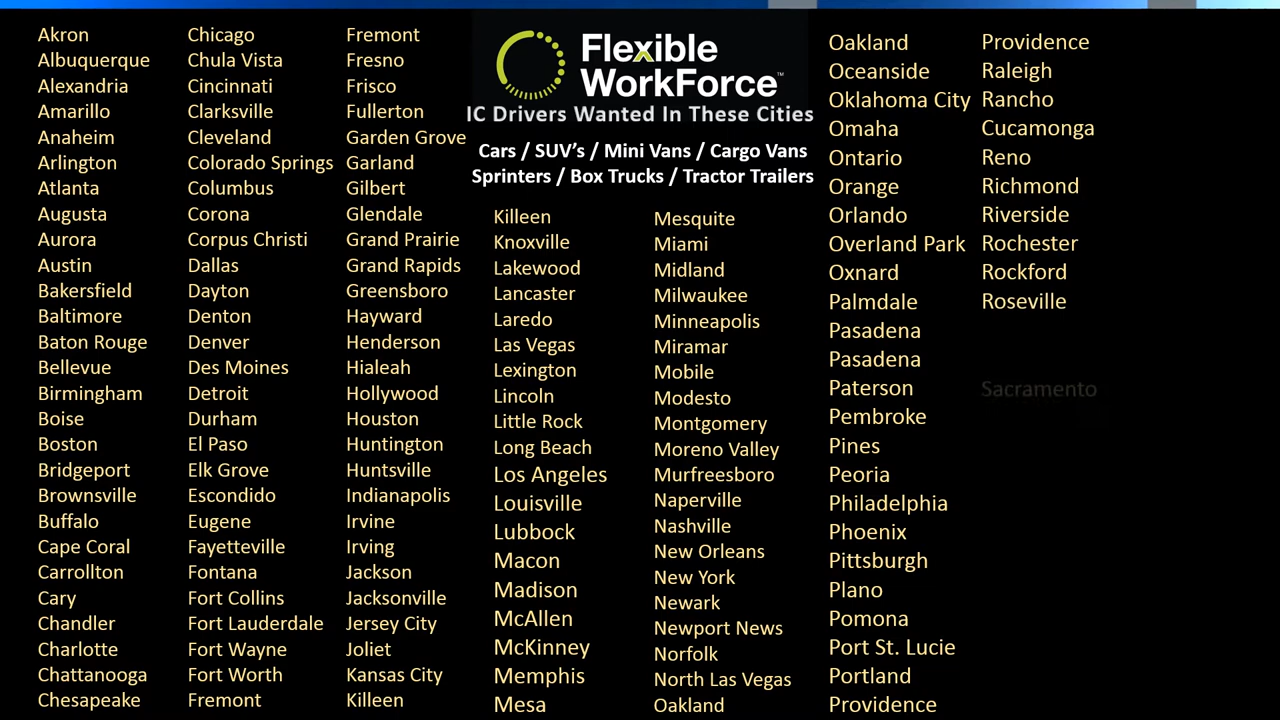 Akron
Albuquerque
Alexandria
Amarillo
Anaheim
Arlington
Atlanta
Augusta
Aurora
Austin
Bakersfield
Baltimore
Baton Rouge
Bellevue
Birmingham
Boise
Boston
Bridgeport
Brownsville
Buffalo
Cape Coral
Carrollton
Cary
Chandler
Charlotte
Chattanooga
Chesapeake
Chicago
Chula Vista
Cincinnati
Clarksville
Cleveland
Colorado Springs
Columbus
Corona
Corpus Christi
Dallas
Dayton
Denton
Denver
Des Moines
Detroit
Durham
El Paso
Elk Grove
Escondido
Eugene
Fayetteville
Fontana
Fort Collins
Fort Lauderdale
Fort Wayne
Fort Worth
Fremont
Fremont
Fresno
Frisco
Fullerton
Garden Grove
Garland
Gilbert
Glendale
Grand Prairie
Grand Rapids
Greensboro
Hayward
Henderson
Hialeah
Hollywood
Houston
Huntington
Huntsville
Indianapolis
Irvine
Irving
Jackson
Jacksonville
Jersey City
Joliet
Kansas City
Killeen
Flexible
WorkForce™
IC Drivers Wanted In These Cities
Cars / SUV's / Mini Vans / Cargo Vans
Sprinters / Box Trucks / Tractor Trailers
Killeen
Knoxville
Lakewood
Lancaster
Laredo
Las Vegas
Lexington
Lincoln
Little Rock
Long Beach
Los Angeles
Louisville
Lubbock
Macon
Madison
McAllen
McKinney
Memphis
Mesa
Mesquite
Miami
Midland
Milwaukee
Minneapolis
Miramar
Mobile
Modesto
Montgomery
Moreno Valley
Murfreesboro
Naperville
Nashville
New Orleans
New York
Newark
Newport News
Norfolk
North Las Vegas
Oakland
Oakland
Oceanside
Oklahoma City
Omaha
Ontario
Orange
Orlando
Overland Park
Oxnard
Palmdale
Pasadena
Pasadena
Paterson
Pembroke
Pines
Peoria
Philadelphia
Phoenix
Pittsburgh
Plano
Pomona
Port St. Lucie
Portland
Providence
Providence
Raleigh
Rancho
Cucamonga
Reno
Richmond
Riverside
Rochester
Rockford
Roseville
Sacramento